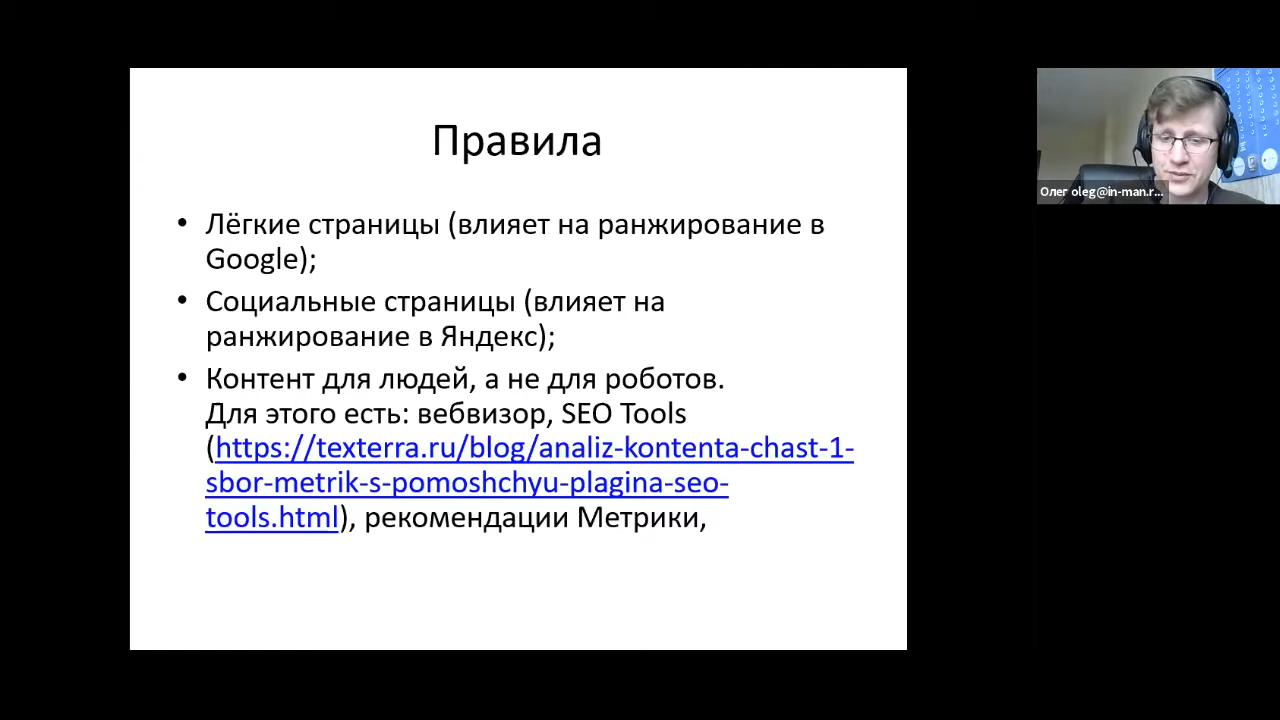 Правила
• Лёгкие страницы (влияет на ранжирование в
Google);
• Социальные страницы (влияет на
ранжирование в Яндекс);
• Контент для людей, а не для роботов.
Для этого есть: вебвизор, SEO Tools
(https://texterra.ru/blog/analiz-kontenta-chast-1-
sbor-metrik-s-pomoshchyu-plagina-seo-
tools.html), рекомендации Метрики,
Олег oleg@in-man.r...